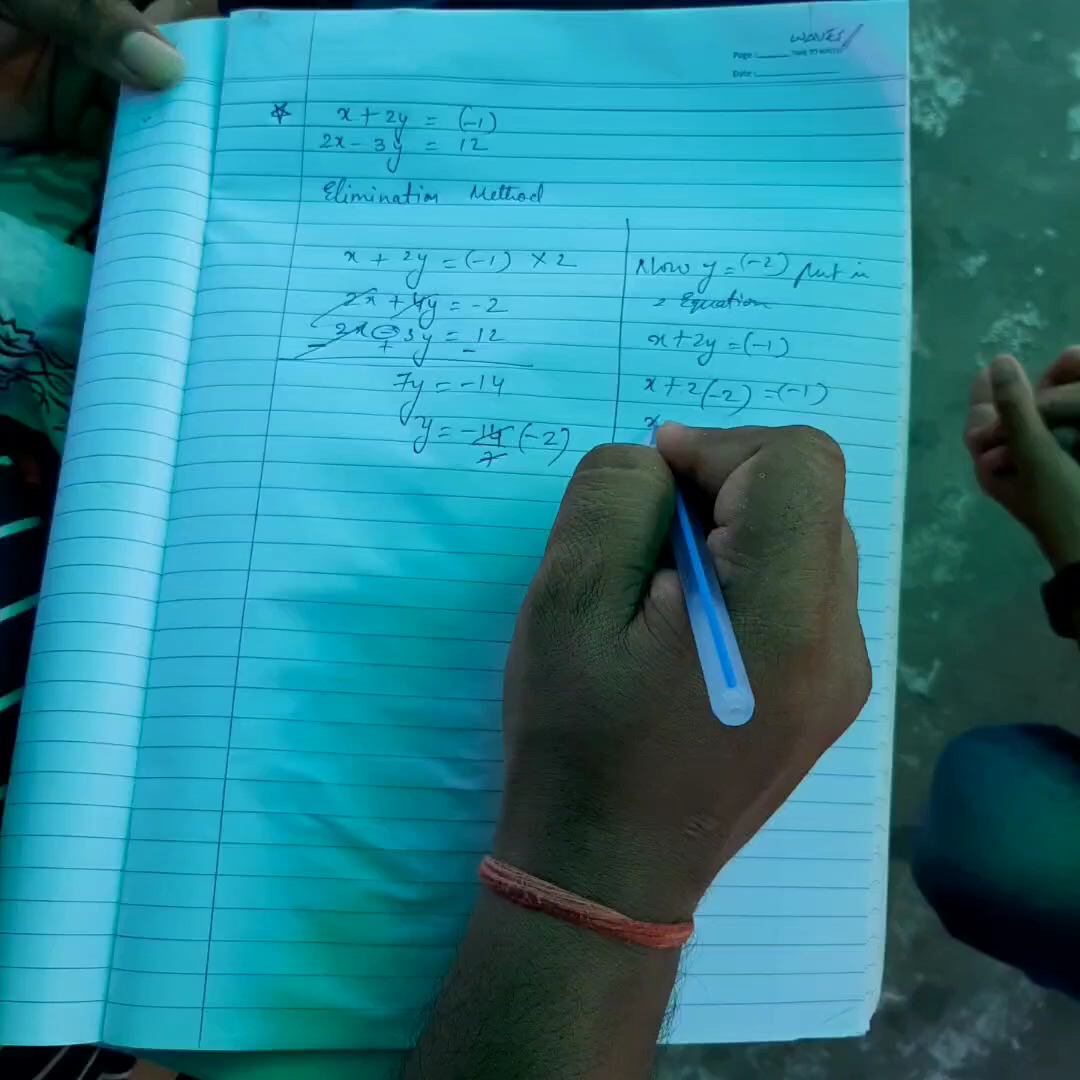 WAVES
Page :
Date :
x + 2y = (-1)
2x - 3y = 12
Elimination Method
x + 2y = (-1) × 2
2x + 4y = -2
2x - 3y = 12
- + -
7y = -14
y = -14/7 (-2)
Now y = (-2) put in
2 Equation
x + 2y = (-1)
x + 2(-2) = (-1)
x